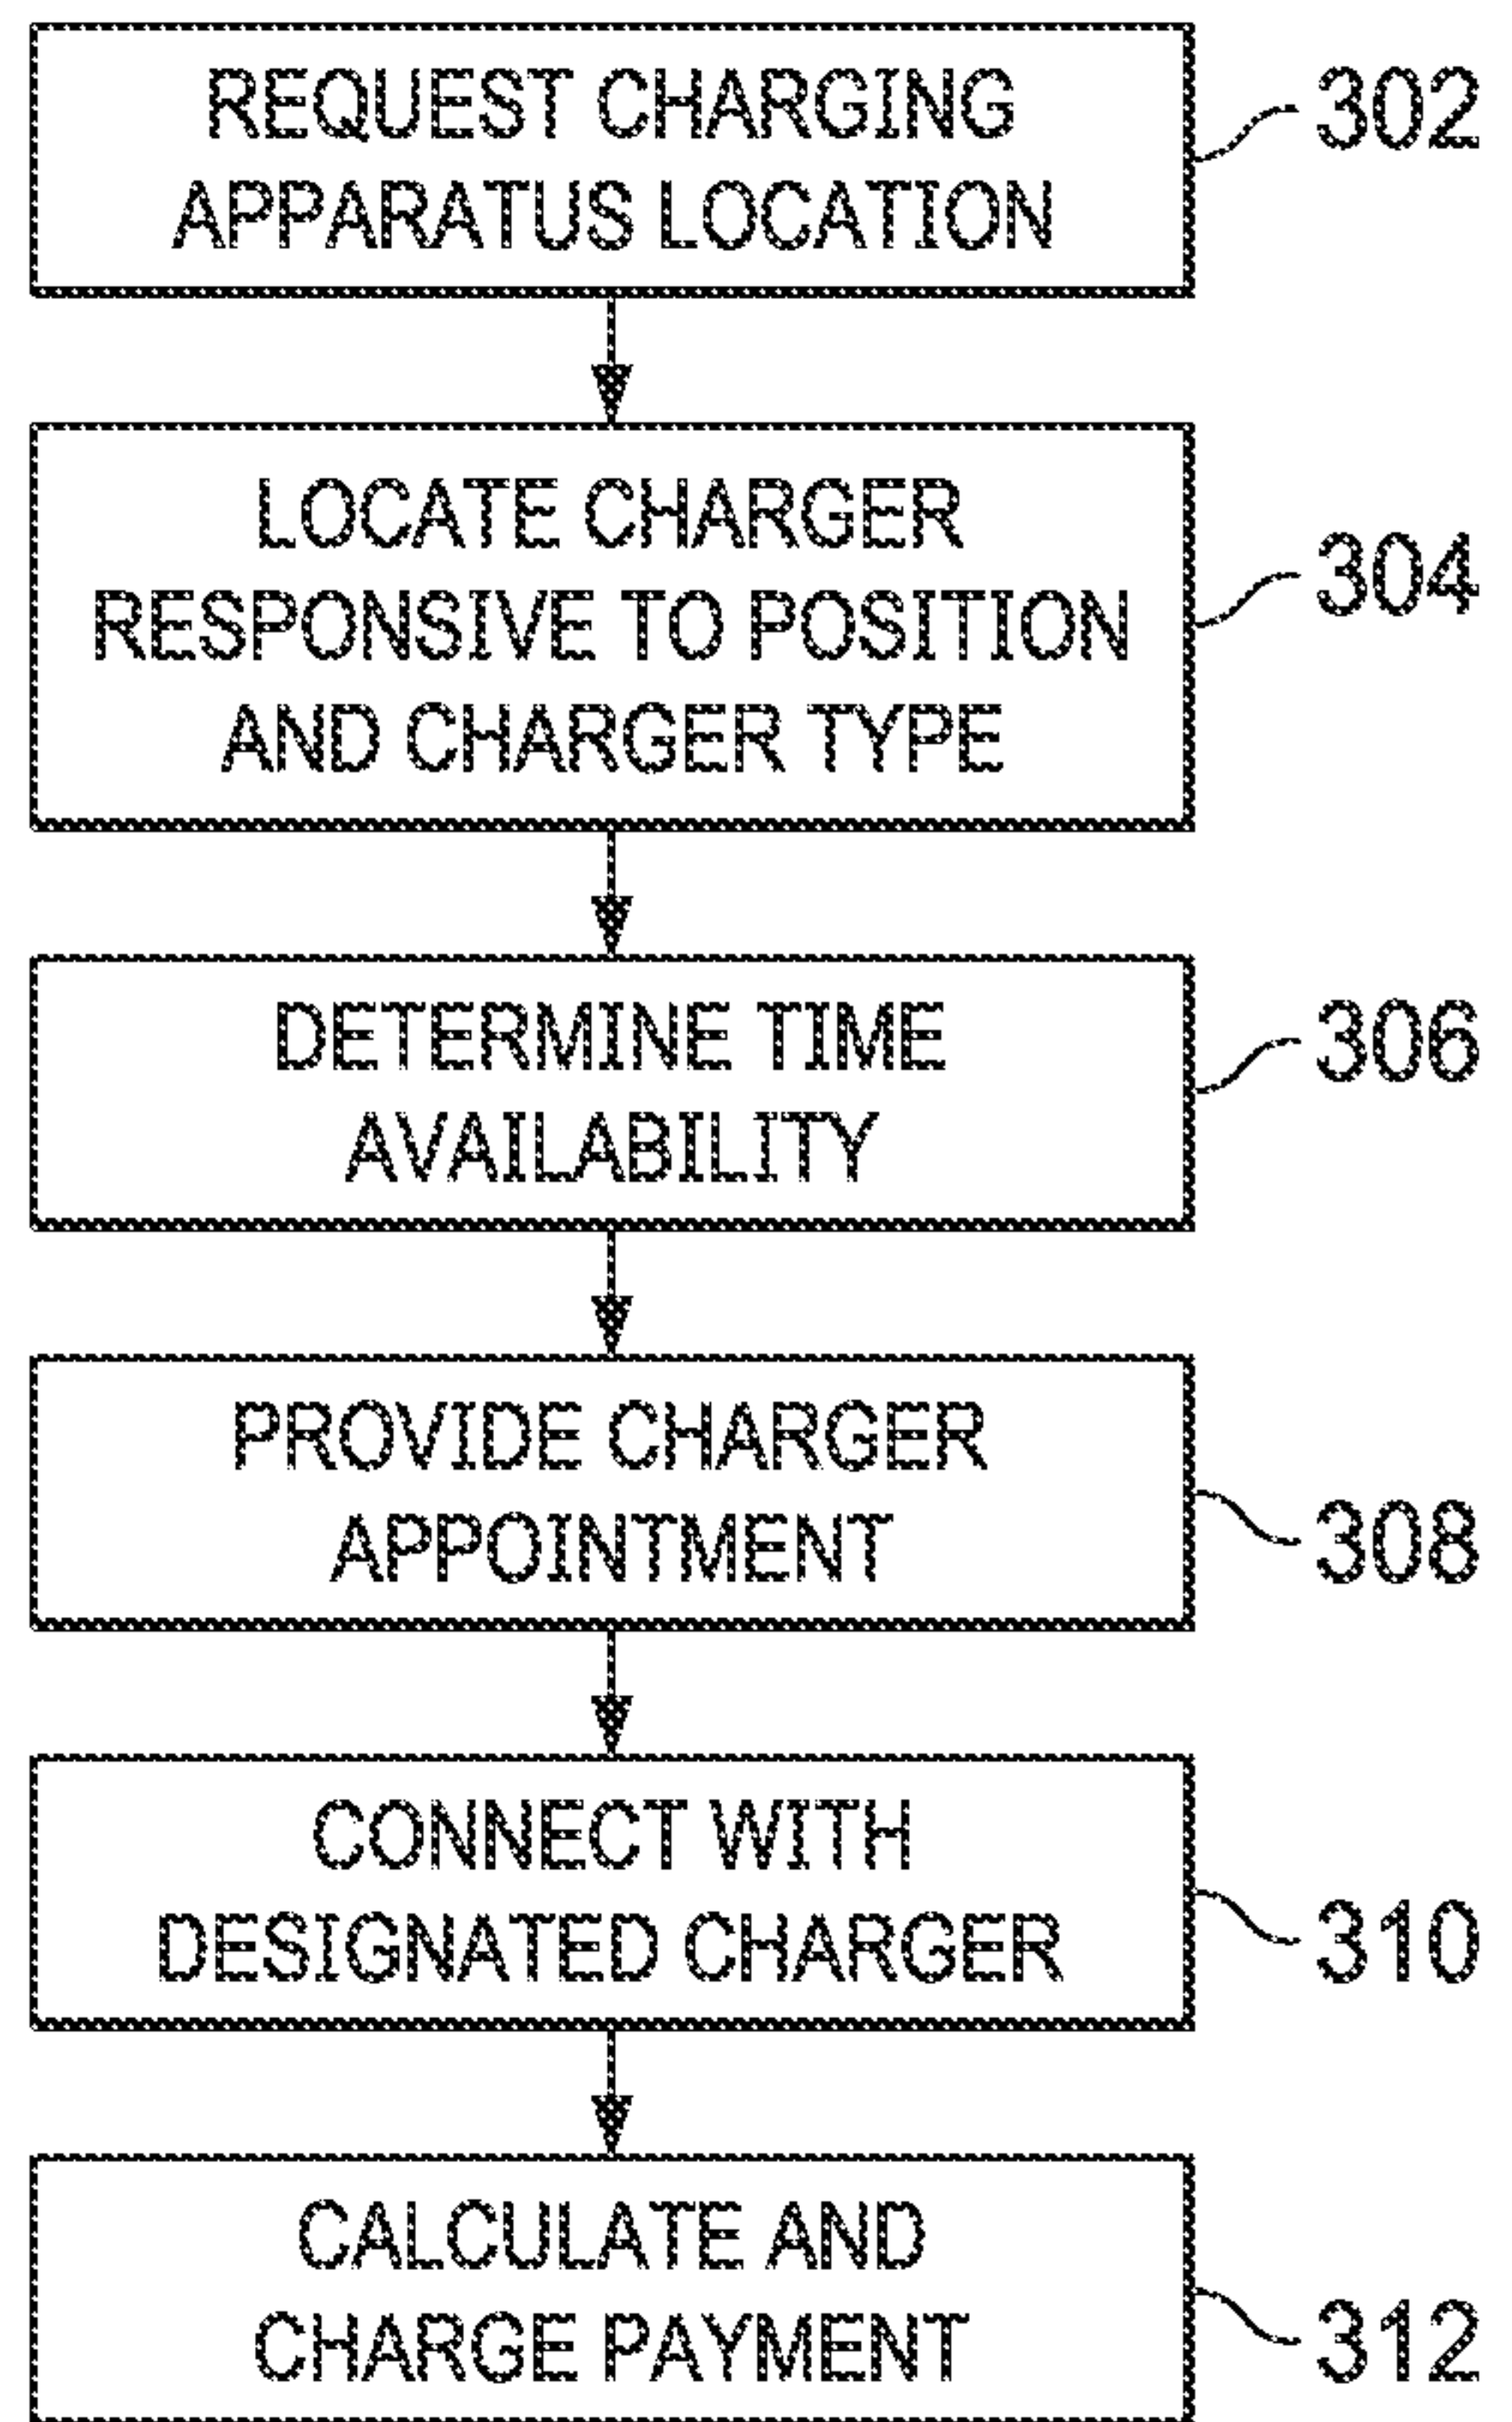 REQUEST CHARGING
APPARATUS LOCATION
302
LOCATE CHARGER
RESPONSIVE TO POSITION
AND CHARGER TYPE
304
DETERMINE TIME
AVAILABILITY
306
PROVIDE CHARGER
APPOINTMENT
308
CONNECT WITH
DESIGNATED CHARGER
310
CALCULATE AND
CHARGE PAYMENT
312